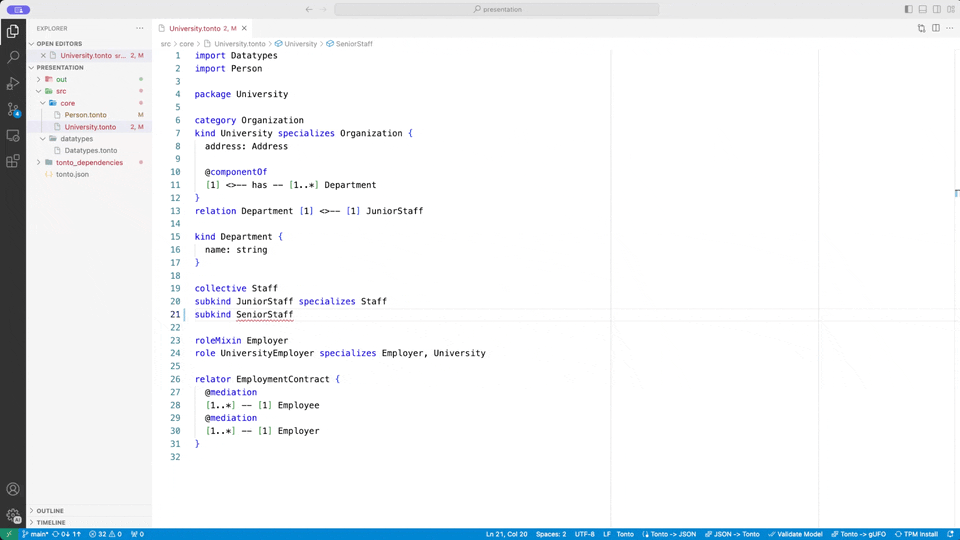 presentation
EXPLORER
OPEN EDITORS
University.tonto sr... 2, M
PRESENTATION
out
src
core
Person.tonto M
University.tonto 2, M
datatypes
Datatypes.tonto
tonto_dependencies
tonto.json
OUTLINE
TIMELINE
University.tonto 2, M
src > core > University.tonto > University > SeniorStaff
1 import Datatypes
2 import Person
3
4 package University
5
6 category Organization
7 kind University specializes Organization {
8 address: Address
9
10 @componentOf
11 [1] <>-- has -- [1..*] Department
12 }
13 relation Department [1] <>-- [1] JuniorStaff
14
15 kind Department {
16 name: string
17 }
18
19 collective Staff
20 subkind JuniorStaff specializes Staff
21 subkind SeniorStaff
22
23 roleMixin Employer
24 role UniversityEmployer specializes Employer, University
25
26 relator EmploymentContract {
27 @mediation
28 [1..*] -- [1] Employee
29 @mediation
30 [1..*] -- [1] Employer
31 }
32
4
AI
main* 0↓ 1↑ 32 0 0 Ln 21, Col 20 Spaces: 2 UTF-8 LF Tonto Tonto -> JSON JSON -> Tonto Validate Model Tonto -> gUFO TPM Install